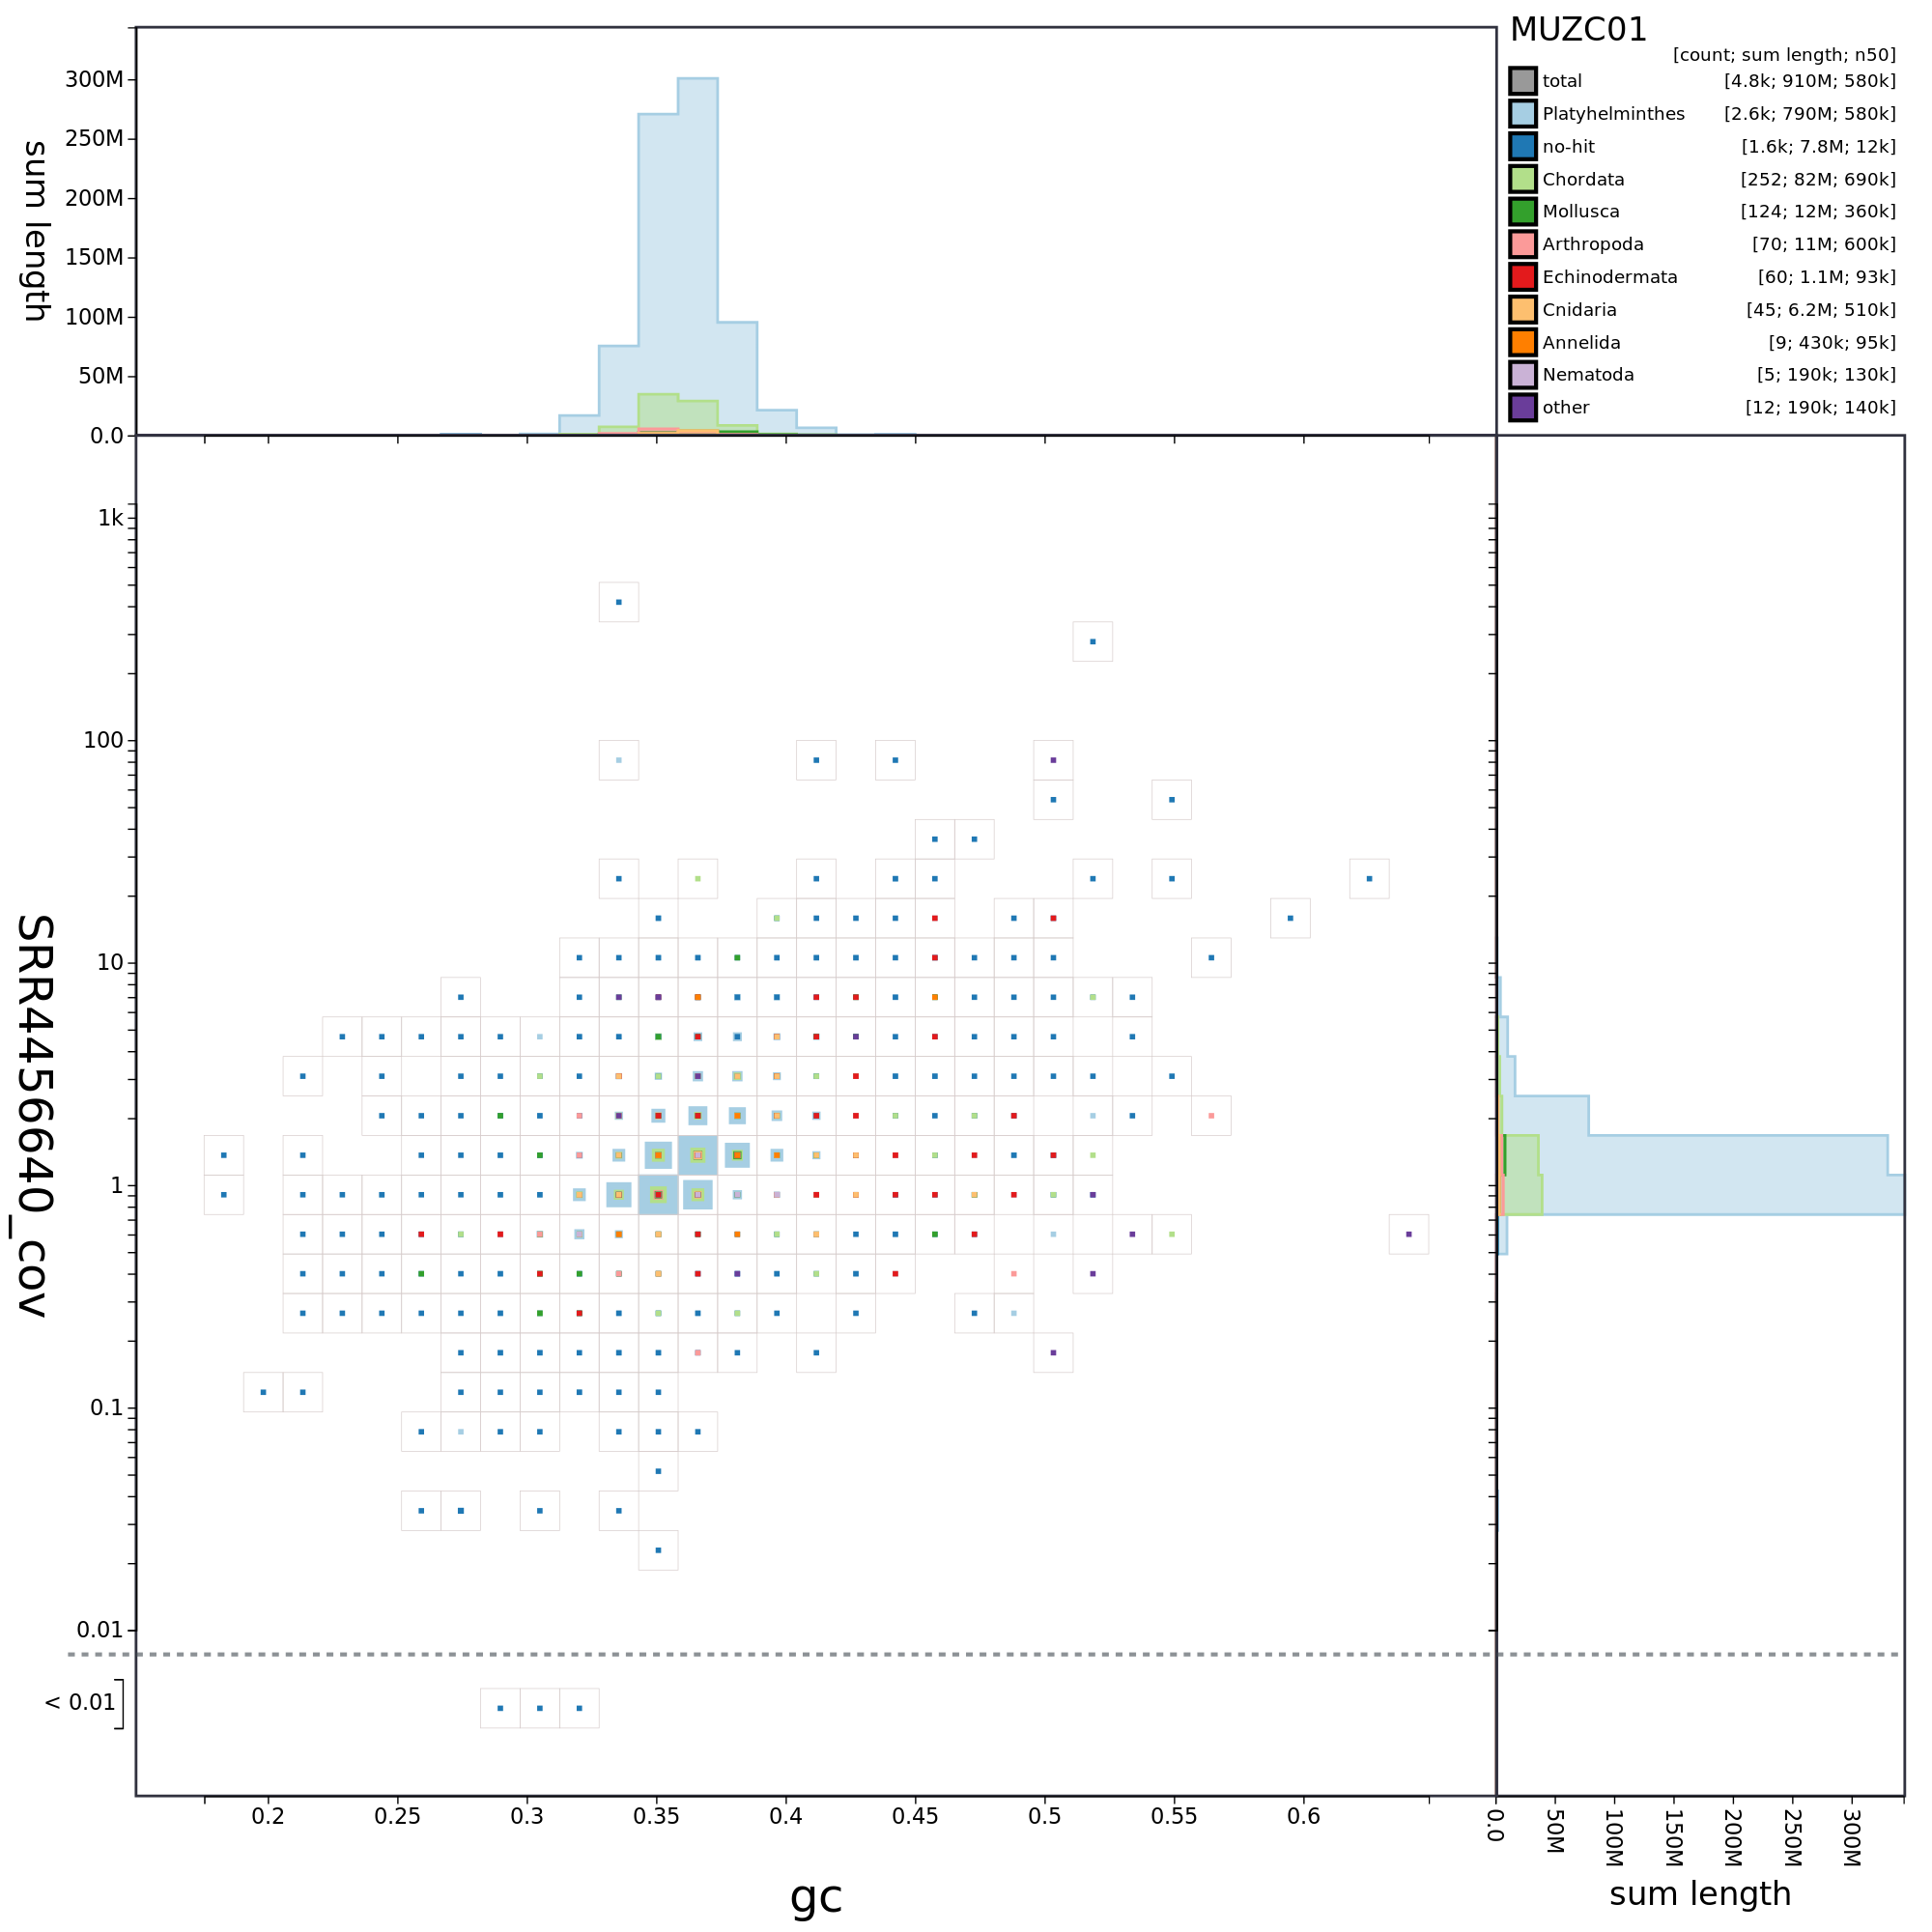 MUZC01
[count; sum length; n50]
total [4.8k; 910M; 580k]
Platyhelminthes [2.6k; 790M; 580k]
no-hit [1.6k; 7.8M; 12k]
Chordata [252; 82M; 690k]
Mollusca [124; 12M; 360k]
Arthropoda [70; 11M; 600k]
Echinodermata [60; 1.1M; 93k]
Cnidaria [45; 6.2M; 510k]
Annelida [9; 430k; 95k]
Nematoda [5; 190k; 130k]
other [12; 190k; 140k]
sum length
300M
250M
200M
150M
100M
50M
0.0
SRR4456640_cov
1k
100
10
1
0.1
0.01
< 0.01
0.2 0.25 0.3 0.35 0.4 0.45 0.5 0.55 0.6
gc
0.0 50M 100M 150M 200M 250M 300M
sum length